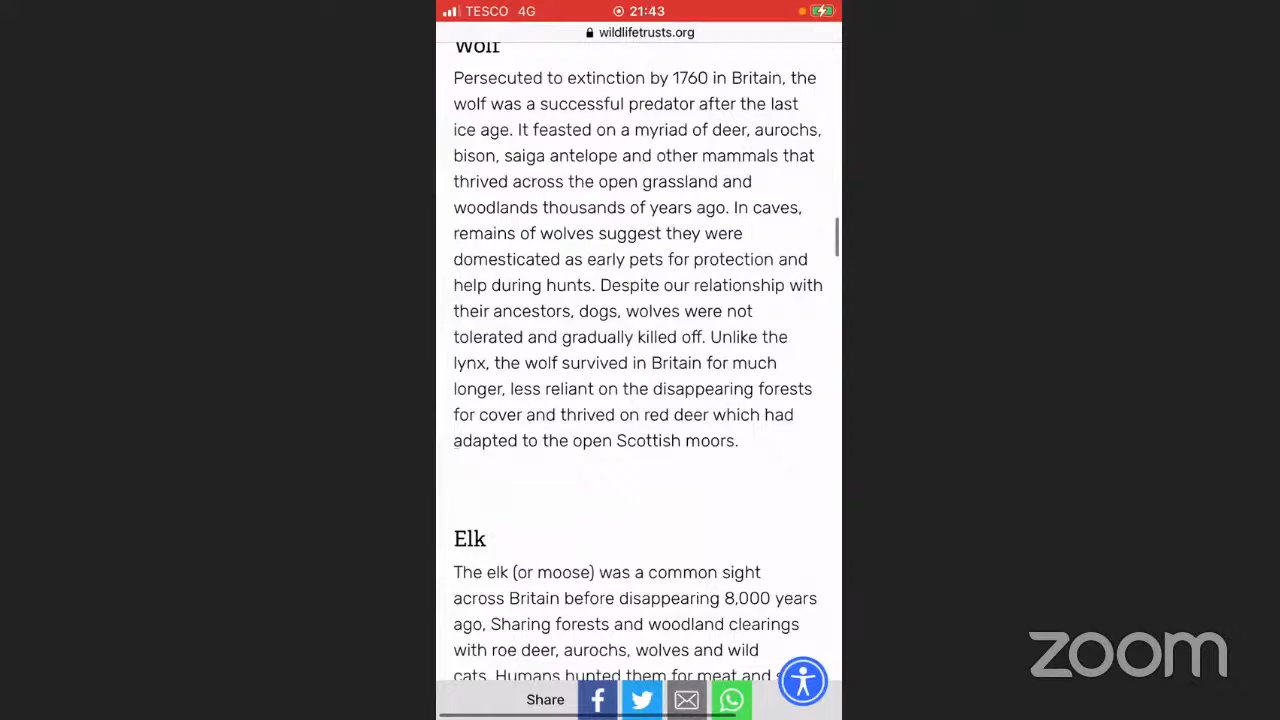 TESCO 4G 21:43
wildlifetrusts.org
Wolf
Persecuted to extinction by 1760 in Britain, the
wolf was a successful predator after the last
ice age. It feasted on a myriad of deer, aurochs,
bison, saiga antelope and other mammals that
thrived across the open grassland and
woodlands thousands of years ago. In caves,
remains of wolves suggest they were
domesticated as early pets for protection and
help during hunts. Despite our relationship with
their ancestors, dogs, wolves were not
tolerated and gradually killed off. Unlike the
lynx, the wolf survived in Britain for much
longer, less reliant on the disappearing forests
for cover and thrived on red deer which had
adapted to the open Scottish moors.
Elk
The elk (or moose) was a common sight
across Britain before disappearing 8,000 years
ago, Sharing forests and woodland clearings
with roe deer, aurochs, wolves and wild
cats. Humans hunted them for meat and
Share
zoom